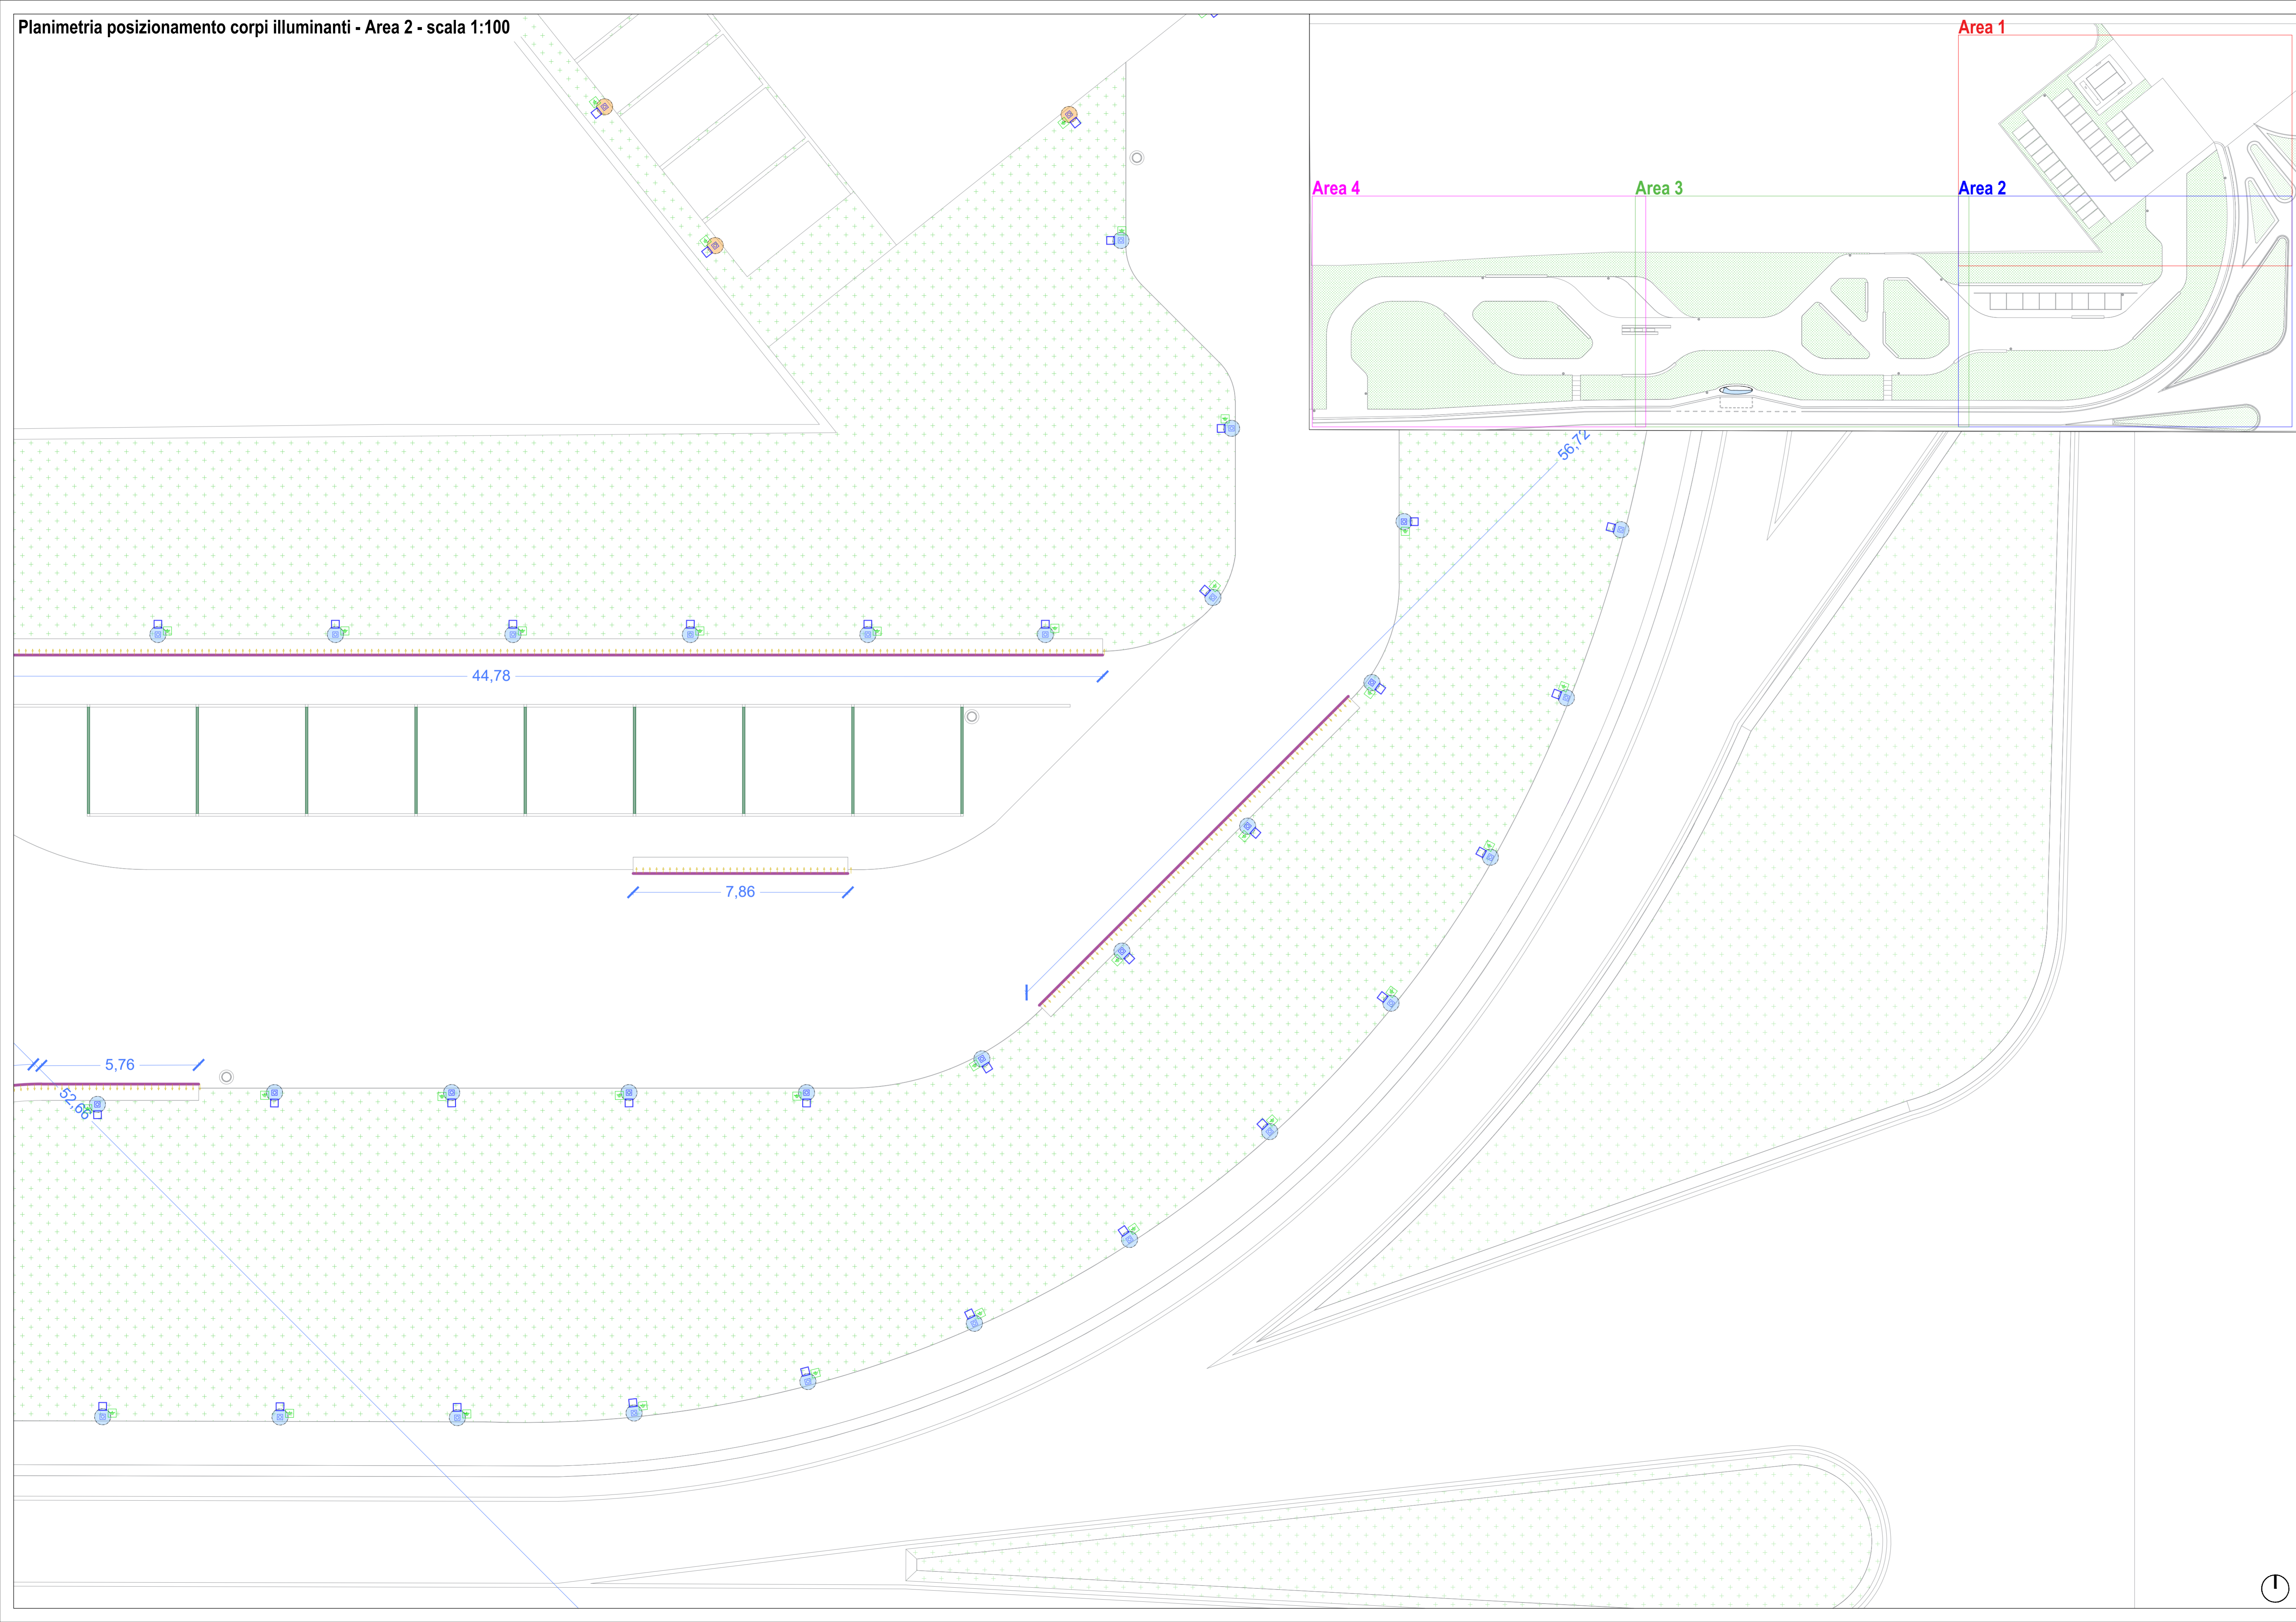 Planimetria posizionamento corpi illuminanti - Area 2 - scala 1:100
Area 1
Area 4
Area 3
Area 2
56,72
44,78
7,86
5,76
52,66